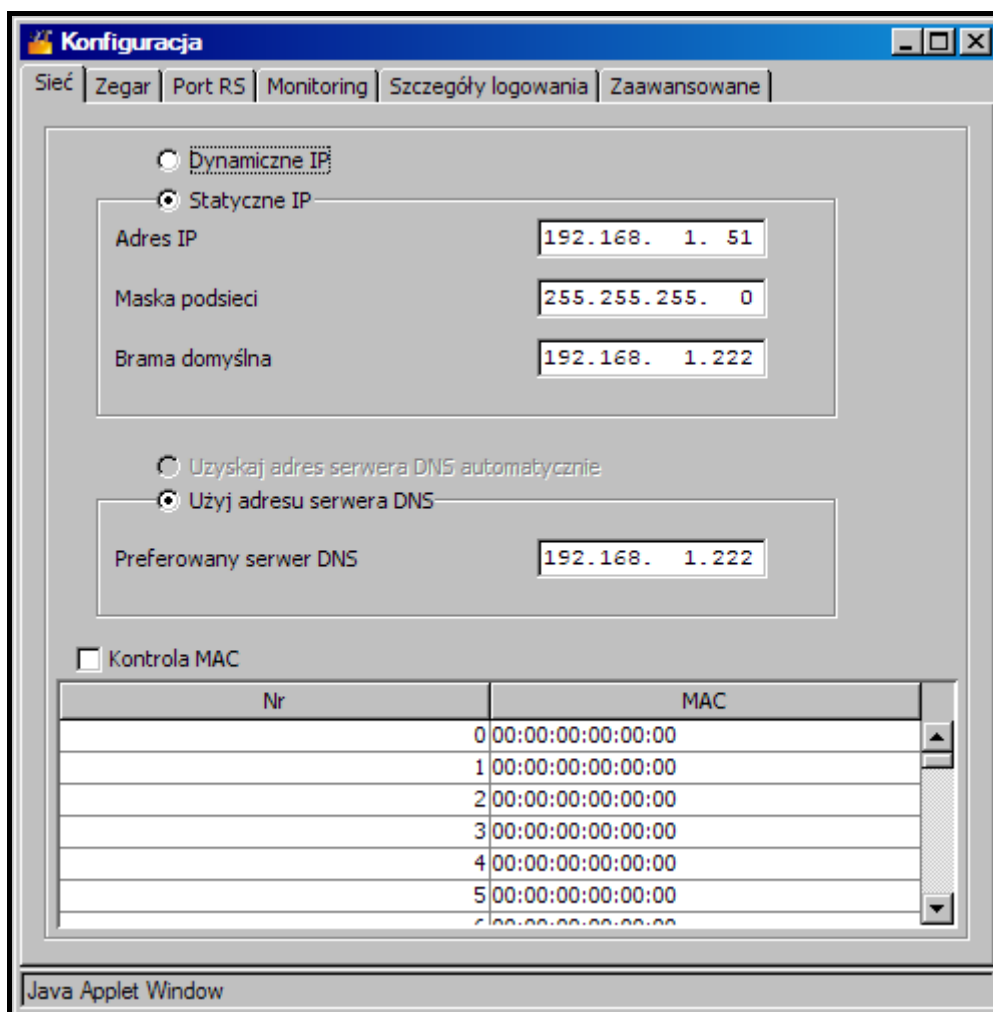 Konfiguracja
Sieć Zegar Port RS Monitoring Szczegóły logowania Zaawansowane
Dynamiczne IP
Statyczne IP
Adres IP 192.168. 1. 51
Maska podsieci 255.255.255. 0
Brama domyślna 192.168. 1.222
Uzyskaj adres serwera DNS automatycznie
Użyj adresu serwera DNS
Preferowany serwer DNS 192.168. 1.222
Kontrola MAC
Nr MAC
0 00:00:00:00:00:00
1 00:00:00:00:00:00
2 00:00:00:00:00:00
3 00:00:00:00:00:00
4 00:00:00:00:00:00
5 00:00:00:00:00:00
Java Applet Window